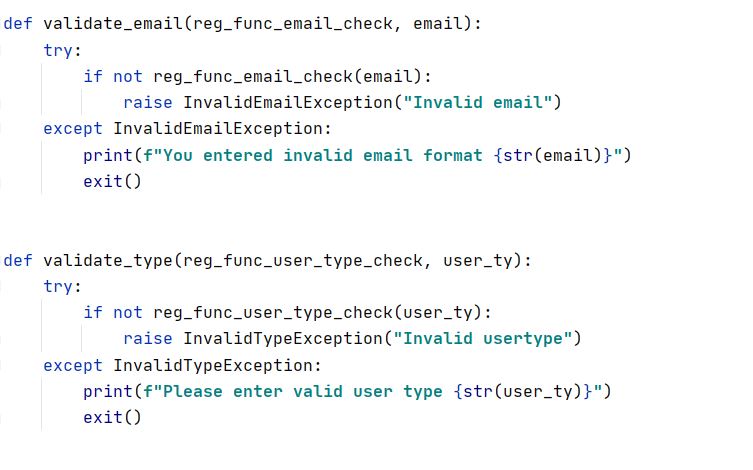 def validate_email(reg_func_email_check, email):
    try:
        if not reg_func_email_check(email):
            raise InvalidEmailException("Invalid email")
    except InvalidEmailException:
        print(f"You entered invalid email format {str(email)}")
        exit()
def validate_type(reg_func_user_type_check, user_ty):
    try:
        if not reg_func_user_type_check(user_ty):
            raise InvalidTypeException("Invalid usertype")
    except InvalidTypeException:
        print(f"Please enter valid user type {str(user_ty)}")
        exit()